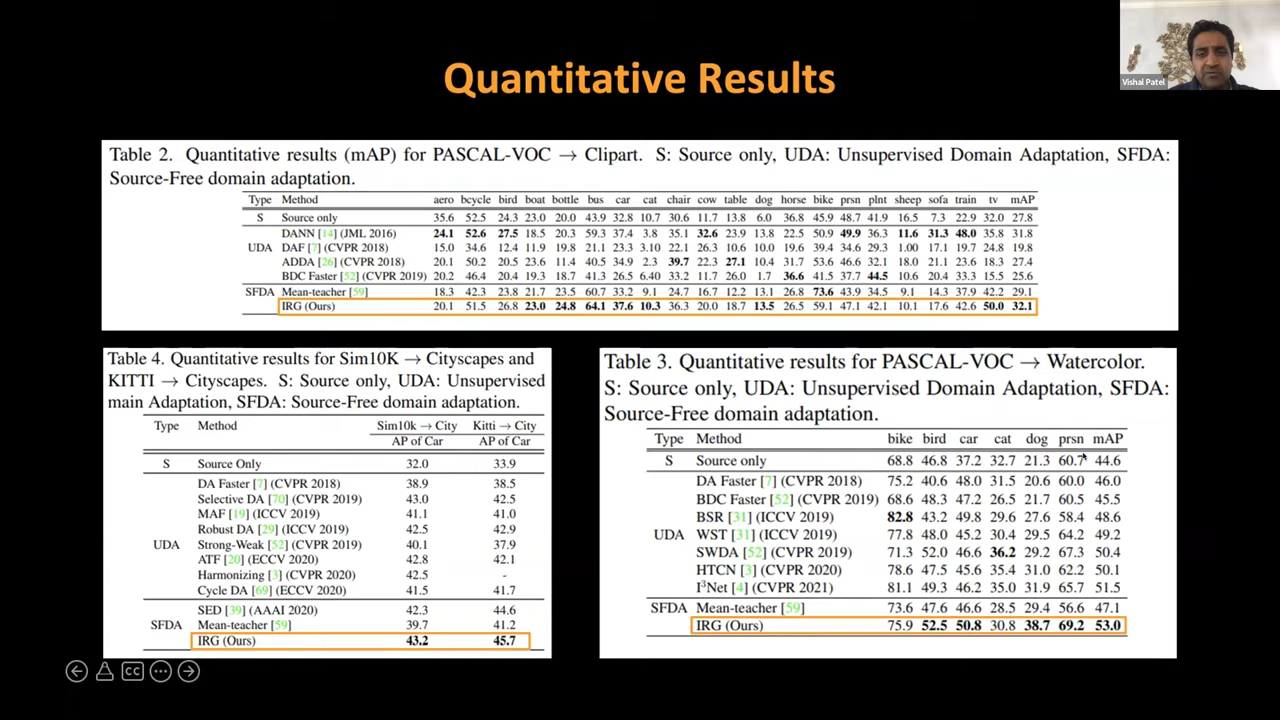 Quantitative Results
Vishal Patel
Table 2. Quantitative results (mAP) for PASCAL-VOC → Clipart. S: Source only, UDA: Unsupervised Domain Adaptation, SFDA:
Source-Free domain adaptation.
Type Method aero bcycle bird boat bottle bus car cat chair cow table dog horse bike prsn plnt sheep sofa train tv mAP
S Source only 35.6 52.5 24.3 23.0 20.0 43.9 32.8 10.7 30.6 11.7 13.8 6.0 36.8 45.9 48.7 41.9 16.5 7.3 22.9 32.0 27.8
DANN [14] (JML 2016) 24.1 52.6 27.5 18.5 20.3 59.3 37.4 3.8 35.1 32.6 23.9 13.8 22.5 50.9 49.9 36.3 11.6 31.3 48.0 35.8 31.8
UDA DAF [7] (CVPR 2018) 15.0 34.6 12.4 11.9 19.8 21.1 23.3 3.10 22.1 26.3 10.6 10.0 19.6 39.4 34.6 29.3 1.00 17.1 19.7 24.8 19.8
ADDA [26] (CVPR 2018) 20.1 50.2 20.5 23.6 11.4 40.5 34.9 2.3 39.7 22.3 27.1 10.4 31.7 53.6 46.6 32.1 18.0 21.1 23.6 18.3 27.4
BDC Faster [52] (CVPR 2019) 20.2 46.4 20.4 19.3 18.7 41.3 26.5 6.40 33.2 11.7 26.0 1.7 36.6 41.5 37.7 44.5 10.6 20.4 33.3 15.5 25.6
SFDA Mean-teacher [59] 18.3 42.3 23.8 21.7 23.5 60.7 33.2 9.1 24.7 16.7 12.2 13.1 26.8 73.6 43.9 34.5 9.1 14.3 37.9 42.2 29.1
IRG (Ours) 20.1 51.5 26.8 23.0 24.8 64.1 37.6 10.3 36.3 20.0 18.7 13.5 26.5 59.1 47.1 42.1 10.1 17.6 42.6 50.0 32.1
Table 4. Quantitative results for Sim10K → Cityscapes and
KITTI → Cityscapes. S: Source only, UDA: Unsupervised
main Adaptation, SFDA: Source-Free domain adaptation.
Type Method Sim10k → City Kitti → City
AP of Car AP of Car
S Source Only 32.0 33.9
DA Faster [7] (CVPR 2018) 38.9 38.5
Selective DA [70] (CVPR 2019) 43.0 42.5
MAF [19] (ICCV 2019) 41.1 41.0
Robust DA [29] (ICCV 2019) 42.5 42.9
UDA Strong-Weak [52] (CVPR 2019) 40.1 37.9
ATF [20] (ECCV 2020) 42.8 42.1
Harmonizing [3] (CVPR 2020) 42.5 -
Cycle DA [69] (ECCV 2020) 41.5 41.7
SED [39] (AAAI 2020) 42.3 44.6
SFDA Mean-teacher [59] 39.7 41.2
IRG (Ours) 43.2 45.7
Table 3. Quantitative results for PASCAL-VOC → Watercolor.
S: Source only, UDA: Unsupervised Domain Adaptation, SFDA:
Source-Free domain adaptation.
Type Method bike bird car cat dog prsn mAP
S Source only 68.8 46.8 37.2 32.7 21.3 60.7 44.6
DA Faster [7] (CVPR 2018) 75.2 40.6 48.0 31.5 20.6 60.0 46.0
BDC Faster [52] (CVPR 2019) 68.6 48.3 47.2 26.5 21.7 60.5 45.5
BSR [31] (ICCV 2019) 82.8 43.2 49.8 29.6 27.6 58.4 48.6
UDA WST [31] (ICCV 2019) 77.8 48.0 45.2 30.4 29.5 64.2 49.2
SWDA [52] (CVPR 2019) 71.3 52.0 46.6 36.2 29.2 67.3 50.4
HTCN [3] (CVPR 2020) 78.6 47.5 45.6 35.4 31.0 62.2 50.1
I³Net [4] (CVPR 2021) 81.1 49.3 46.2 35.0 31.9 65.7 51.5
SFDA Mean-teacher [59] 73.6 47.6 46.6 28.5 29.4 56.6 47.1
IRG (Ours) 75.9 52.5 50.8 30.8 38.7 69.2 53.0
CC